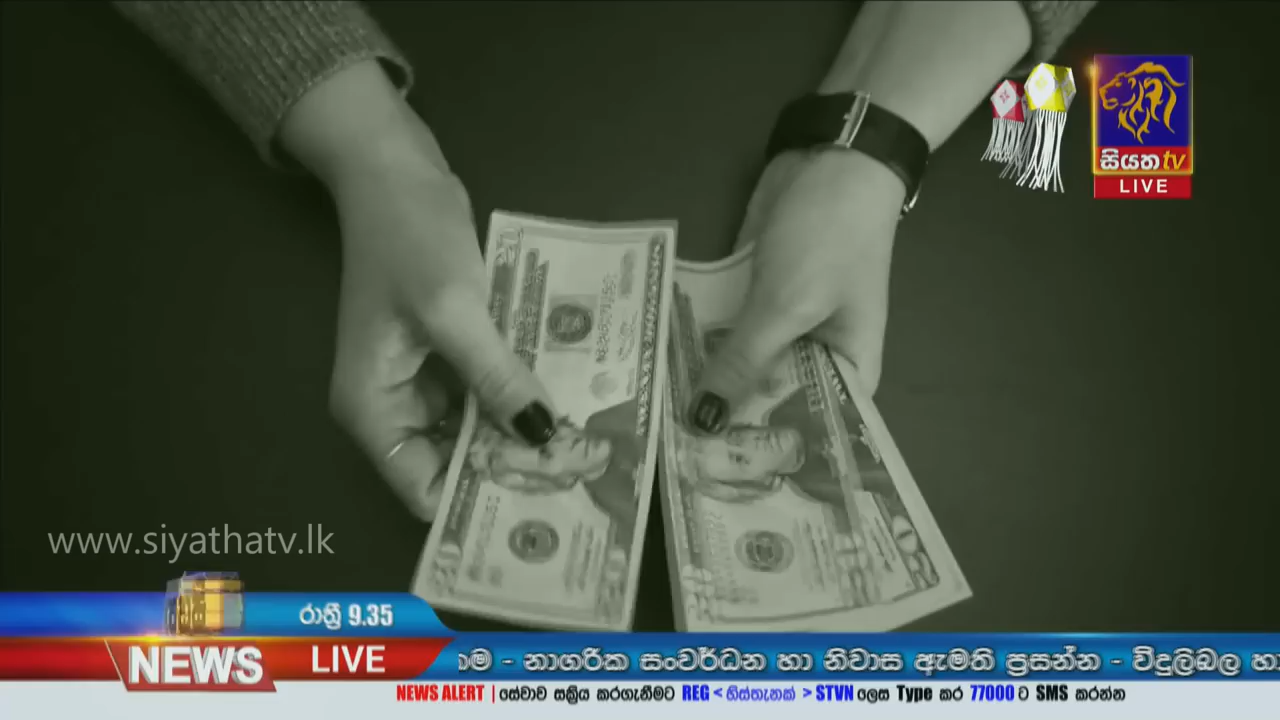 සියත tv
LIVE
20
www.siyathatv.lk
රාත්‍රී 9.35
NEWS LIVE
- නාගරික සංවර්ධන හා නිවාස ඇමති ප්‍රසන්න - විදුලිබල හා
NEWS ALERT | සේවාව සක්‍රිය කරගැනීමට REG < හිස්තැනක් > STVN ලෙස Type කර 77000 ට SMS කරන්න